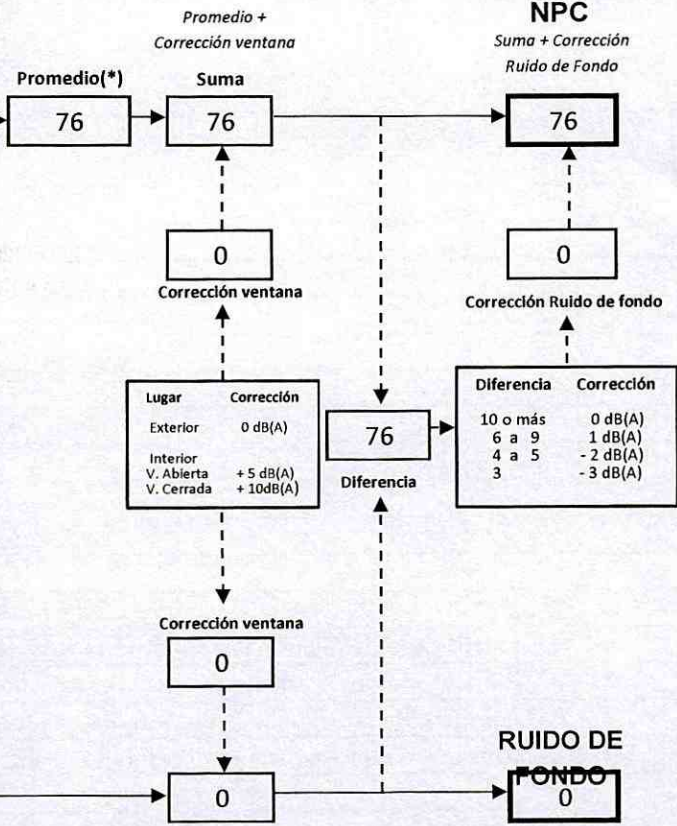 Promedio +
Corrección ventana
NPC
Suma + Corrección
Ruido de Fondo
Promedio(*)
Suma
76
76
76
0
Corrección ventana
0
Corrección Ruido de fondo
Lugar Corrección
Exterior 0 dB(A)
Interior
V. Abierta + 5 dB(A)
V. Cerrada + 10dB(A)
76
Diferencia
Diferencia Corrección
10 o más 0 dB(A)
6 a 9 1 dB(A)
4 a 5 - 2 dB(A)
3 - 3 dB(A)
Corrección ventana
0
0
RUIDO DE
FONDO
0